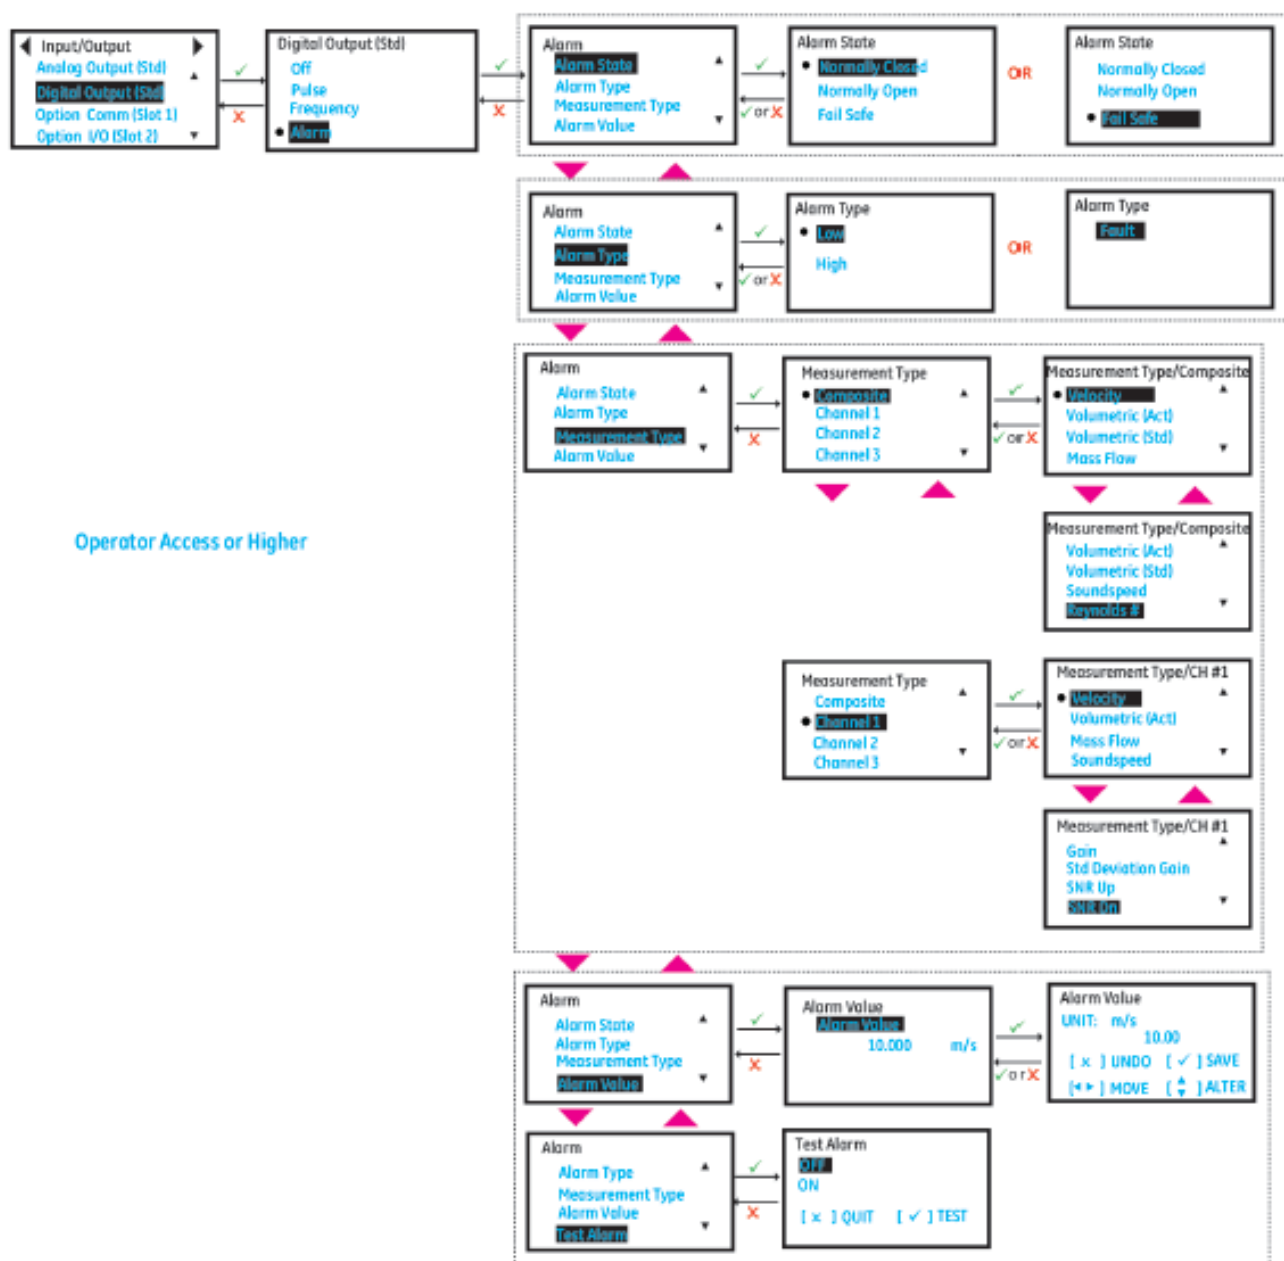 Input/Output
Analog Output (Std)
Digital Output (Std)
Option Comm (Slot 1)
Option I/O (Slot 2)
Digital Output (Std)
Off
Pulse
Frequency
Alarm
Alarm
Alarm State
Alarm Type
Measurement Type
Alarm Value
✓ or X
Alarm State
Normally Closed
Normally Open
Fail Safe
OR
Alarm State
Normally Closed
Normally Open
Fail Safe
Alarm
Alarm State
Alarm Type
Measurement Type
Alarm Value
✓ or X
Alarm Type
Low
High
OR
Alarm Type
Fault
Alarm
Alarm State
Alarm Type
Measurement Type
Alarm Value
Measurement Type
Composite
Channel 1
Channel 2
Channel 3
✓ or X
Measurement Type/Composite
Velocity
Volumetric (Act)
Volumetric (Std)
Mass Flow
Measurement Type/Composite
Volumetric (Act)
Volumetric (Std)
Soundspeed
Reynolds #
Operator Access or Higher
Measurement Type
Composite
Channel 1
Channel 2
Channel 3
✓ or X
Measurement Type/CH #1
Velocity
Volumetric (Act)
Mass Flow
Soundspeed
Measurement Type/CH #1
Gain
Std Deviation Gain
SNR Up
SNR Dn
Alarm
Alarm State
Alarm Type
Measurement Type
Alarm Value
Alarm Value
Alarm Value
10.000 m/s
✓ or X
Alarm Value
UNIT: m/s
10.00
[ x ] UNDO [ ✓ ] SAVE
[◄ ►] MOVE [ ▲▼ ] ALTER
Alarm
Alarm Type
Measurement Type
Alarm Value
Test Alarm
Test Alarm
OFF
ON
[ x ] QUIT [ ✓ ] TEST